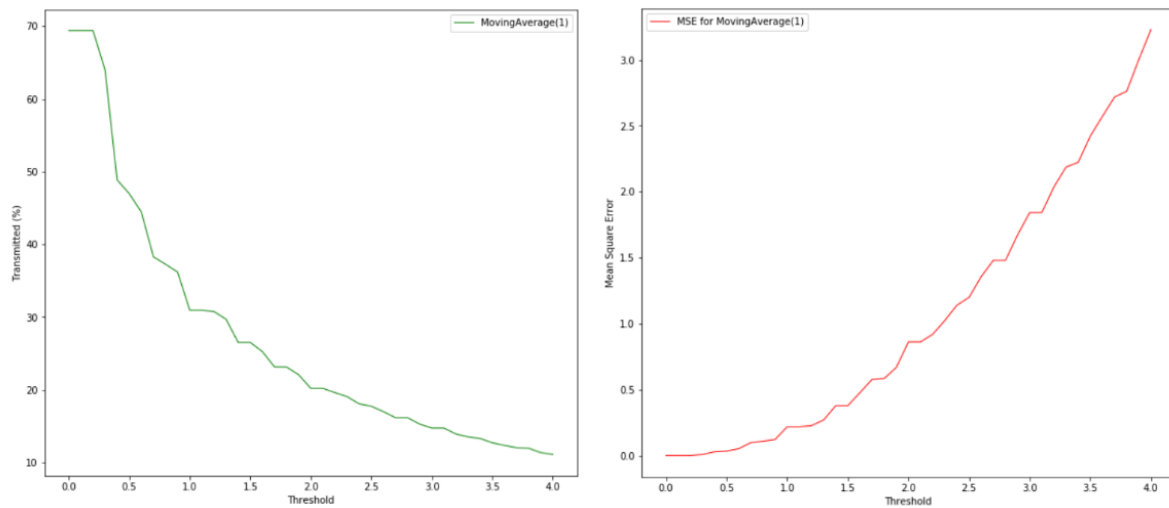 MovingAverage(1)
Transmitted (%)
70
60
50
40
30
20
10
0.0 0.5 1.0 1.5 2.0 2.5 3.0 3.5 4.0
Threshold
MSE for MovingAverage(1)
Mean Square Error
3.0
2.5
2.0
1.5
1.0
0.5
0.0
0.0 0.5 1.0 1.5 2.0 2.5 3.0 3.5 4.0
Threshold